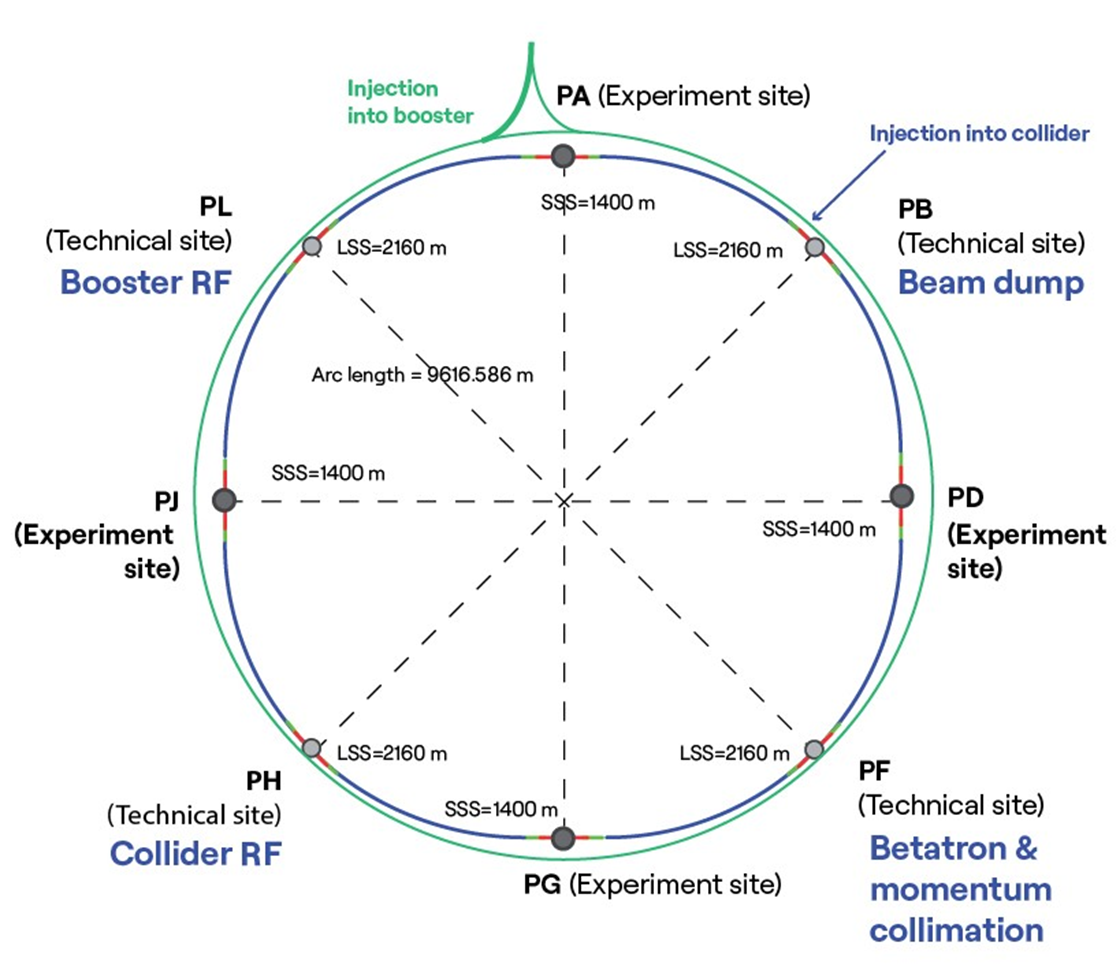 Injection
into booster
PA (Experiment site)
Injection into collider
SSS=1400 m
PL
(Technical site)
Booster RF
LSS=2160 m
LSS=2160 m
PB
(Technical site)
Beam dump
Arc length = 9616.586 m
SSS=1400 m
PJ
(Experiment
site)
SSS=1400 m
PD
(Experiment
site)
PH
(Technical site)
Collider RF
LSS=2160 m
LSS=2160 m
SSS=1400 m
PF
(Technical site)
Betatron &
momentum
collimation
PG (Experiment site)